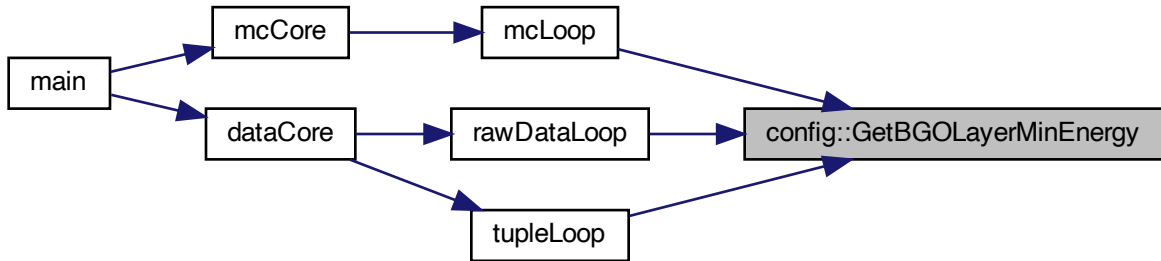 main
mcCore
mcLoop
dataCore
rawDataLoop
tupleLoop
config::GetBGOLayerMinEnergy